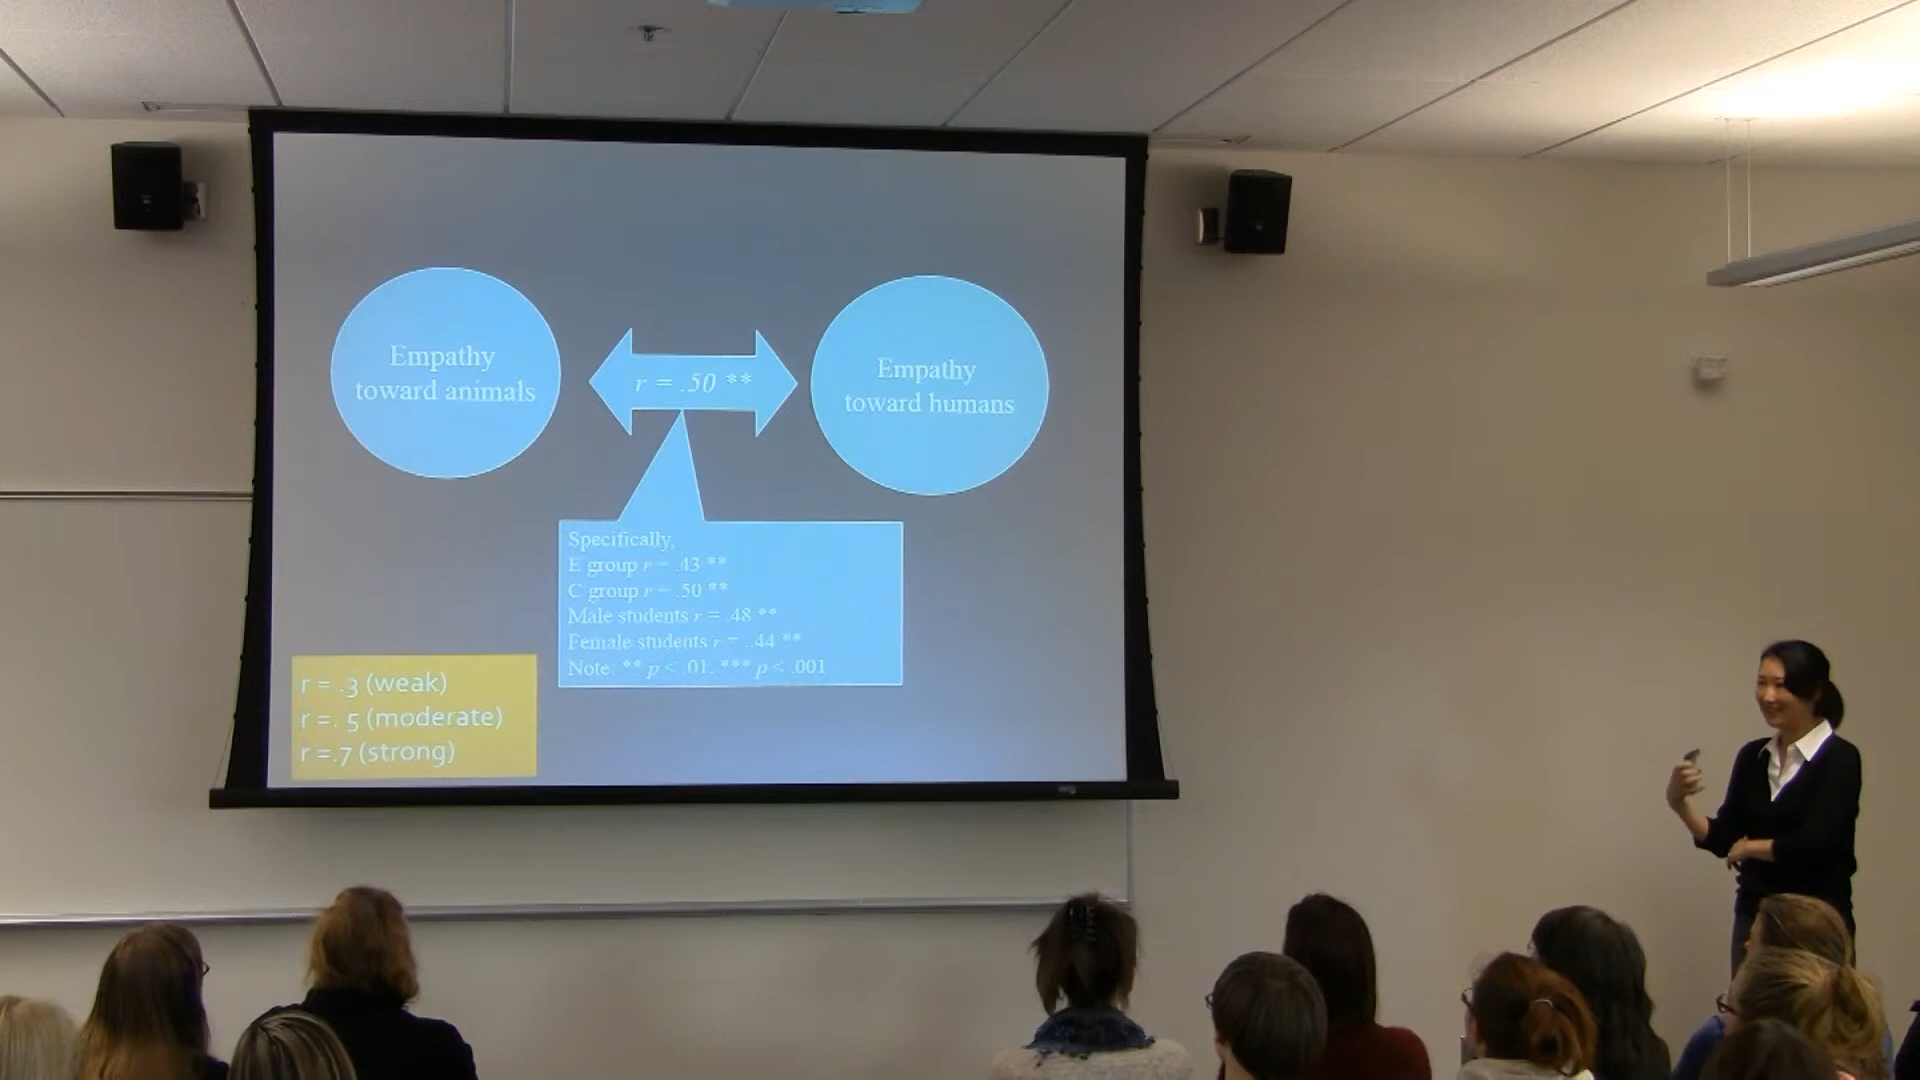 Empathy
toward animals
r = .50 **
Empathy
toward humans
Specifically,
E group r = .43 **
C group r = .50 **
Male students r = .48 **
Female students r = .44 **
Note: ** p < .01. *** p < .001
r = .3 (weak)
r =. 5 (moderate)
r =.7 (strong)